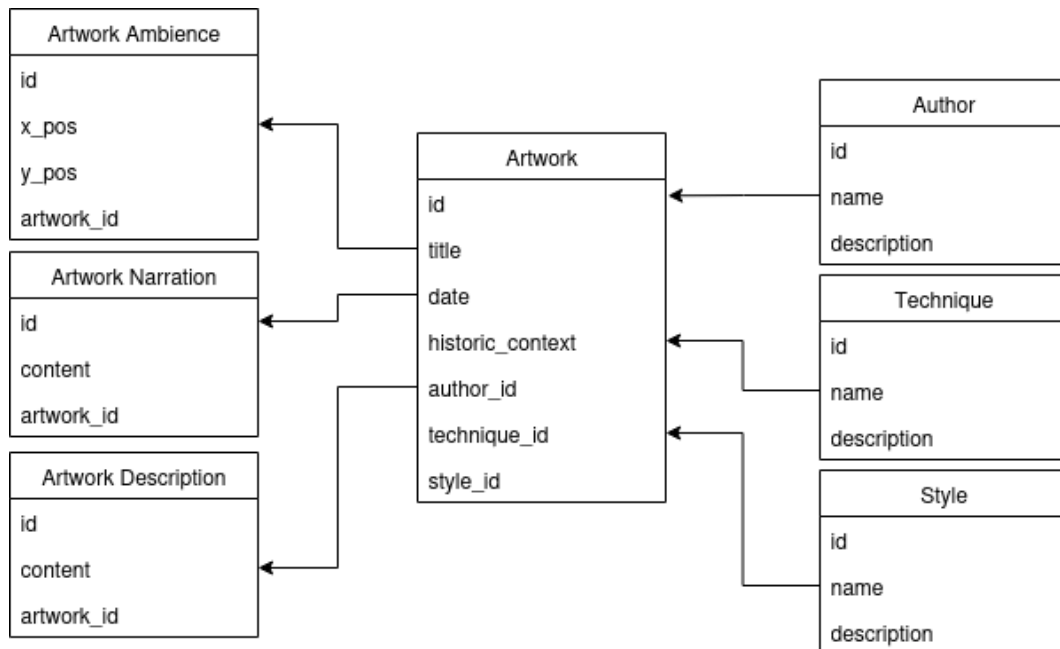 Artwork Ambience
id
x_pos
y_pos
artwork_id
Artwork Narration
id
content
artwork_id
Artwork Description
id
content
artwork_id
Artwork
id
title
date
historic_context
author_id
technique_id
style_id
Author
id
name
description
Technique
id
name
description
Style
id
name
description